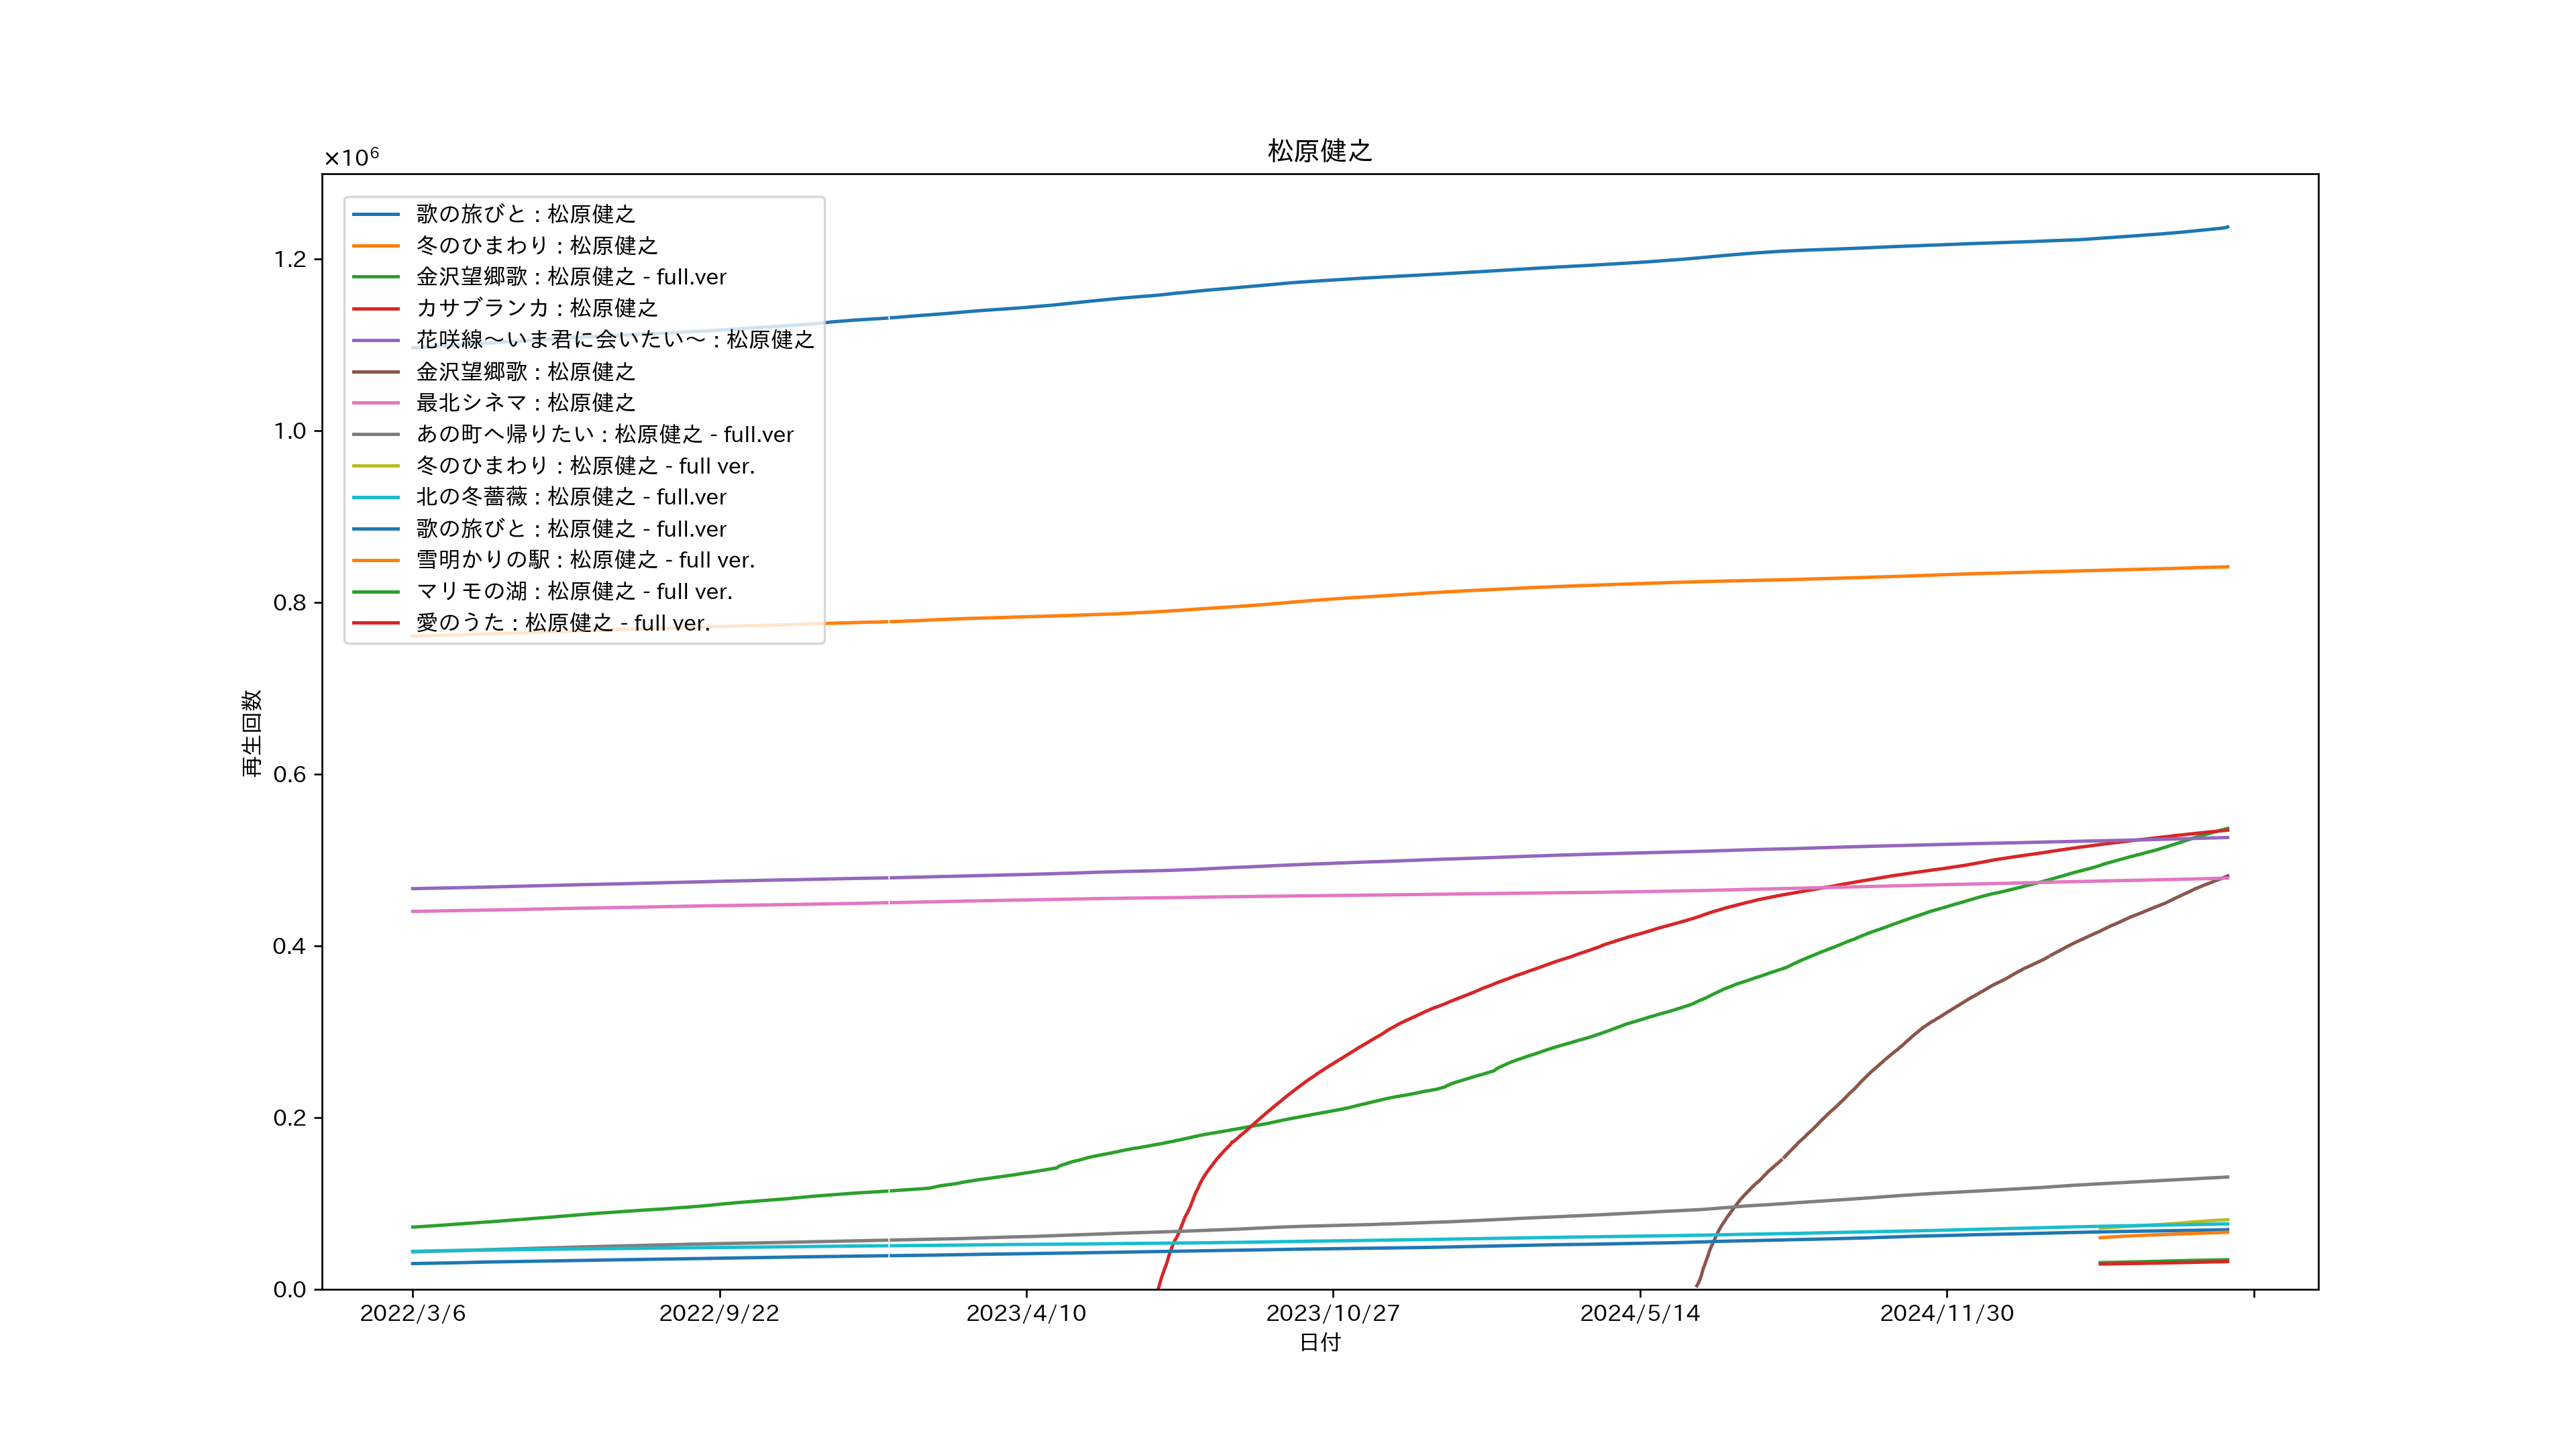 松原健之
×10⁶
歌の旅びと : 松原健之
冬のひまわり : 松原健之
金沢望郷歌 : 松原健之 - full.ver
カサブランカ : 松原健之
花咲線～いま君に会いたい～ : 松原健之
金沢望郷歌 : 松原健之
最北シネマ : 松原健之
あの町へ帰りたい : 松原健之 - full.ver
冬のひまわり : 松原健之 - full ver.
北の冬薔薇 : 松原健之 - full.ver
歌の旅びと : 松原健之 - full.ver
雪明かりの駅 : 松原健之 - full ver.
マリモの湖 : 松原健之 - full ver.
愛のうた : 松原健之 - full ver.
1.2
1.0
0.8
0.6
0.4
0.2
0.0
再生回数
2022/3/6
2022/9/22
2023/4/10
2023/10/27
2024/5/14
2024/11/30
日付